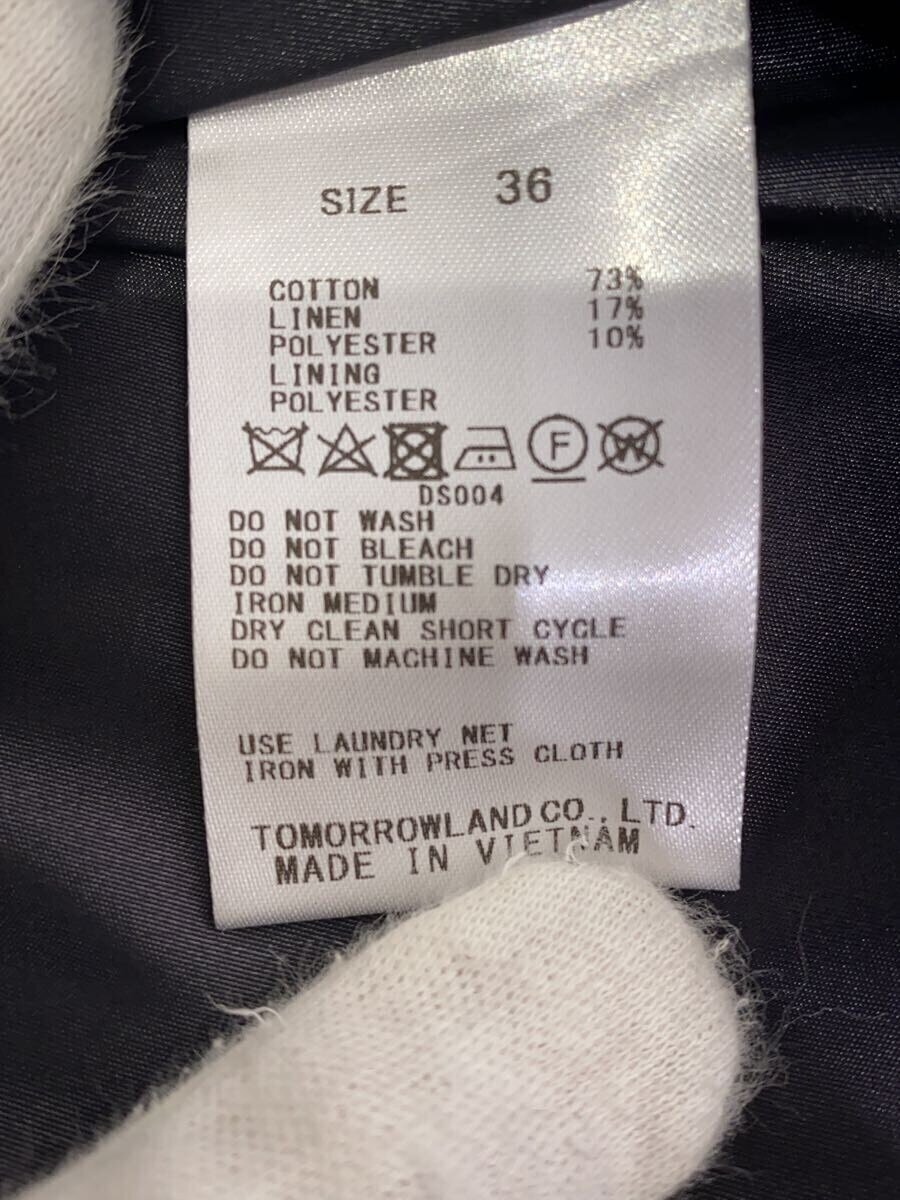 SIZE 36
COTTON 73%
LINEN 17%
POLYESTER 10%
LINING
POLYESTER
F W
DS004
DO NOT WASH
DO NOT BLEACH
DO NOT TUMBLE DRY
IRON MEDIUM
DRY CLEAN SHORT CYCLE
DO NOT MACHINE WASH
USE LAUNDRY NET
IRON WITH PRESS CLOTH
TOMORROWLAND CO., LTD.
MADE IN VIETNAM